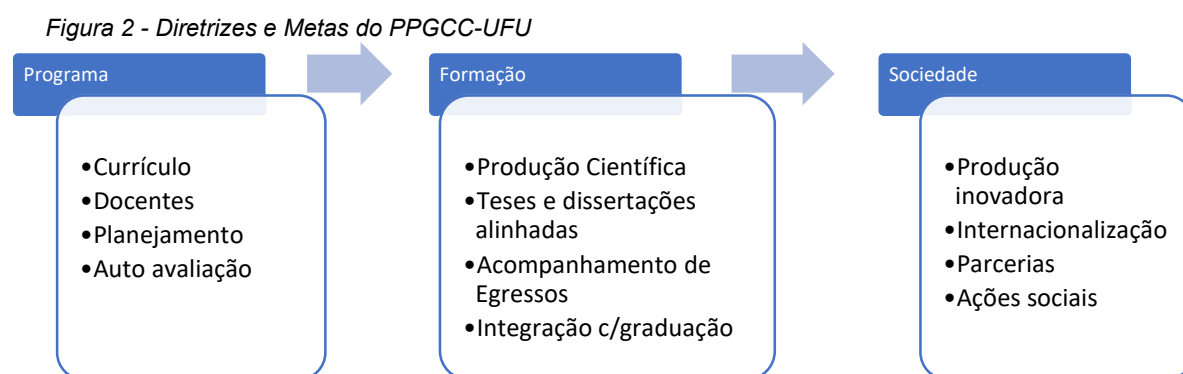 Figura 2 - Diretrizes e Metas do PPGCC-UFU
Programa
•Currículo
•Docentes
•Planejamento
•Auto avaliação
Formação
•Produção Científica
•Teses e dissertações
alinhadas
•Acompanhamento de
Egressos
•Integração c/graduação
Sociedade
•Produção
inovadora
•Internacionalização
•Parcerias
•Ações sociais